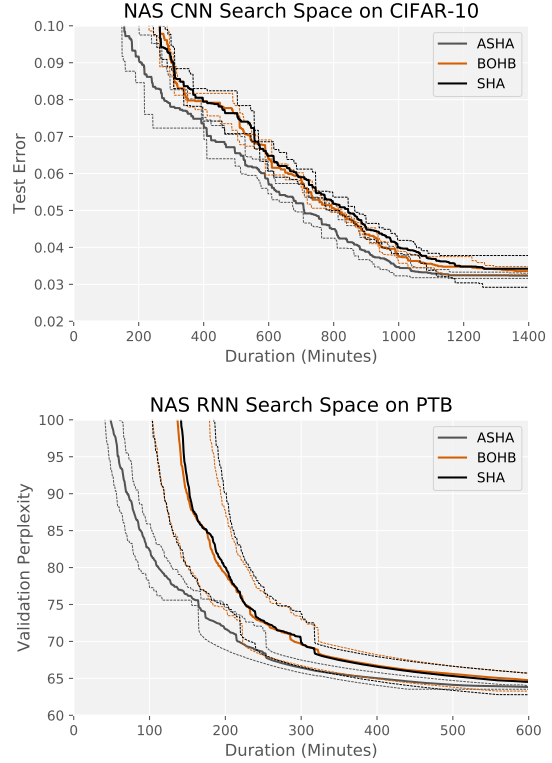 NAS CNN Search Space on CIFAR-10
0.10
0.09
0.08
0.07
0.06
0.05
0.04
0.03
0.02
Test Error
ASHA
BOHB
SHA
0 200 400 600 800 1000 1200 1400
Duration (Minutes)
NAS RNN Search Space on PTB
100
95
90
85
80
75
70
65
60
Validation Perplexity
ASHA
BOHB
SHA
0 100 200 300 400 500 600
Duration (Minutes)